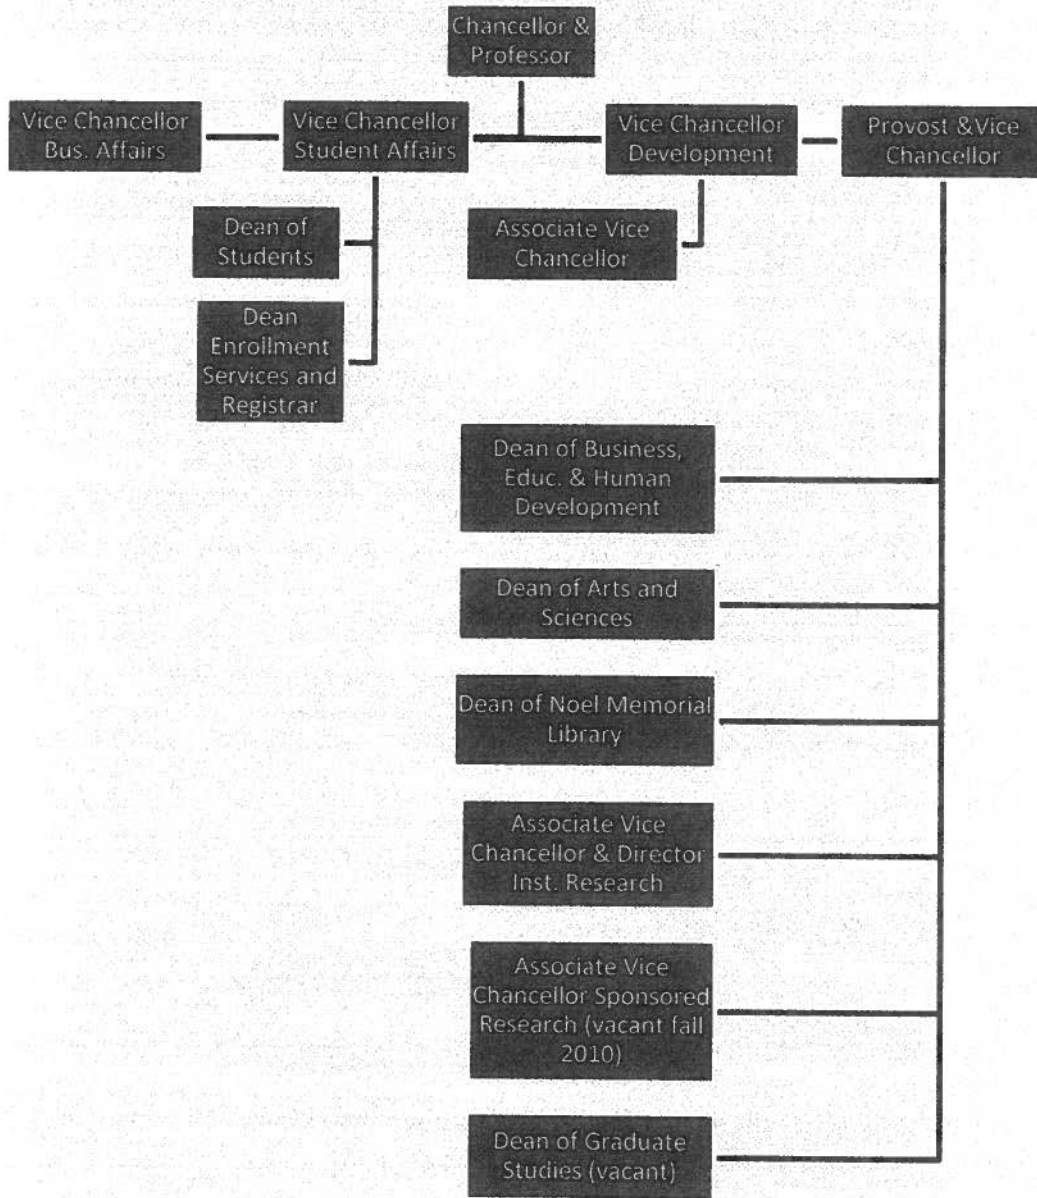 Chancellor &
Professor
Vice Chancellor
Bus. Affairs
Vice Chancellor
Student Affairs
Vice Chancellor
Development
Provost &Vice
Chancellor
Dean of
Students
Associate Vice
Chancellor
Dean
Enrollment
Services and
Registrar
Dean of Business,
Educ. & Human
Development
Dean of Arts and
Sciences
Dean of Noel Memorial
Library
Associate Vice
Chancellor & Director
Inst. Research
Associate Vice
Chancellor Sponsored
Research (vacant fall
2010)
Dean of Graduate
Studies (vacant)